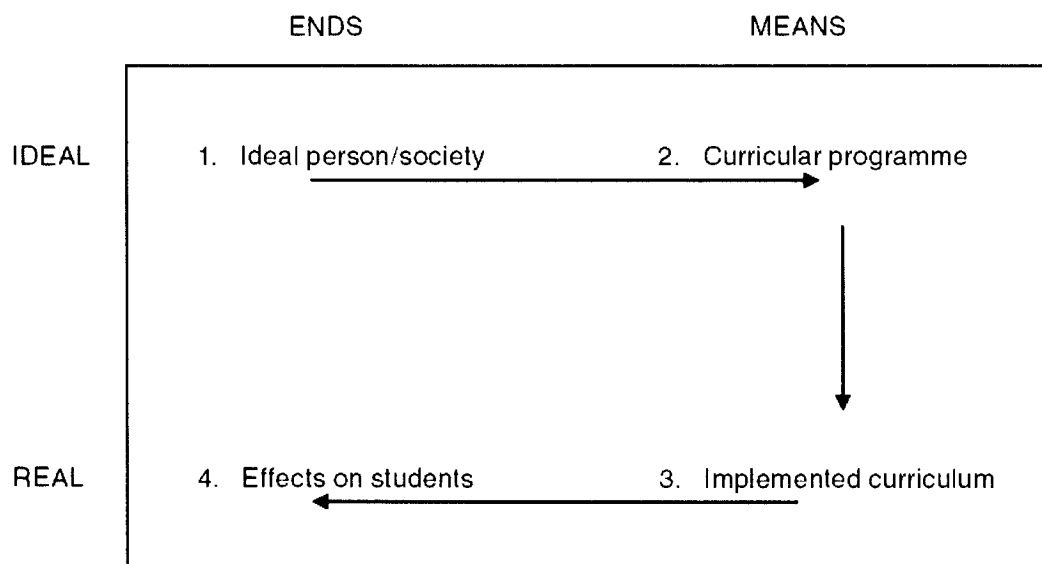 ENDS MEANS
IDEAL 1. Ideal person/society 2. Curricular programme
REAL 4. Effects on students 3. Implemented curriculum